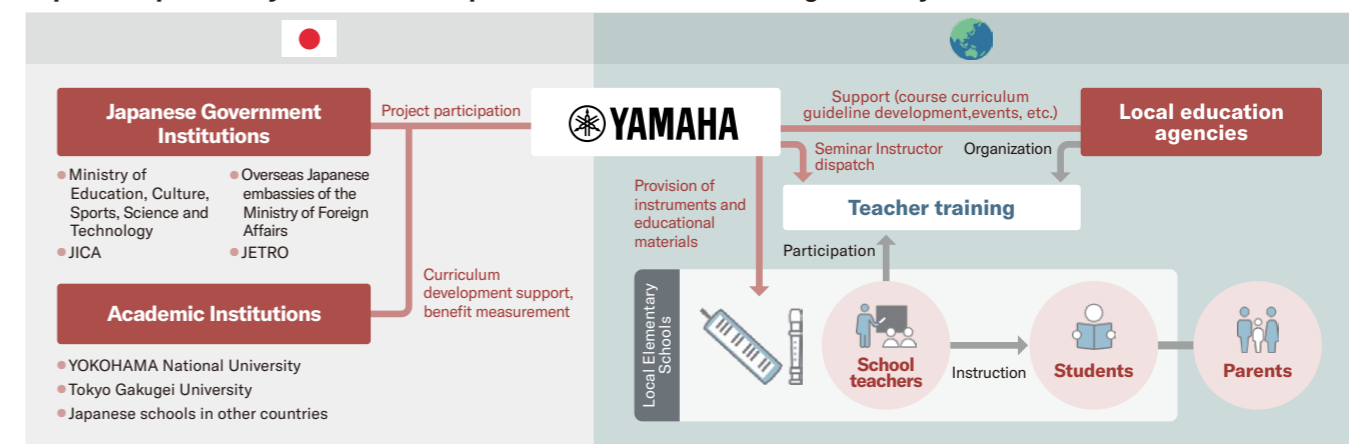 Japanese Government
Institutions
Ministry of
Education, Culture,
Sports, Science and
Technology
JICA
Overseas Japanese
embassies of the
Ministry of Foreign
Affairs
JETRO
Academic Institutions
YOKOHAMA National University
Tokyo Gakugei University
Japanese schools in other countries
Project participation
Curriculum
development support,
benefit measurement
YAMAHA
Support (course curriculum
guideline development,events, etc.)
Local education
agencies
Seminar Instructor
dispatch
Organization
Provision of
instruments and
educational
materials
Teacher training
Participation
Local Elementary
Schools
School
teachers
Instruction
Students
Parents